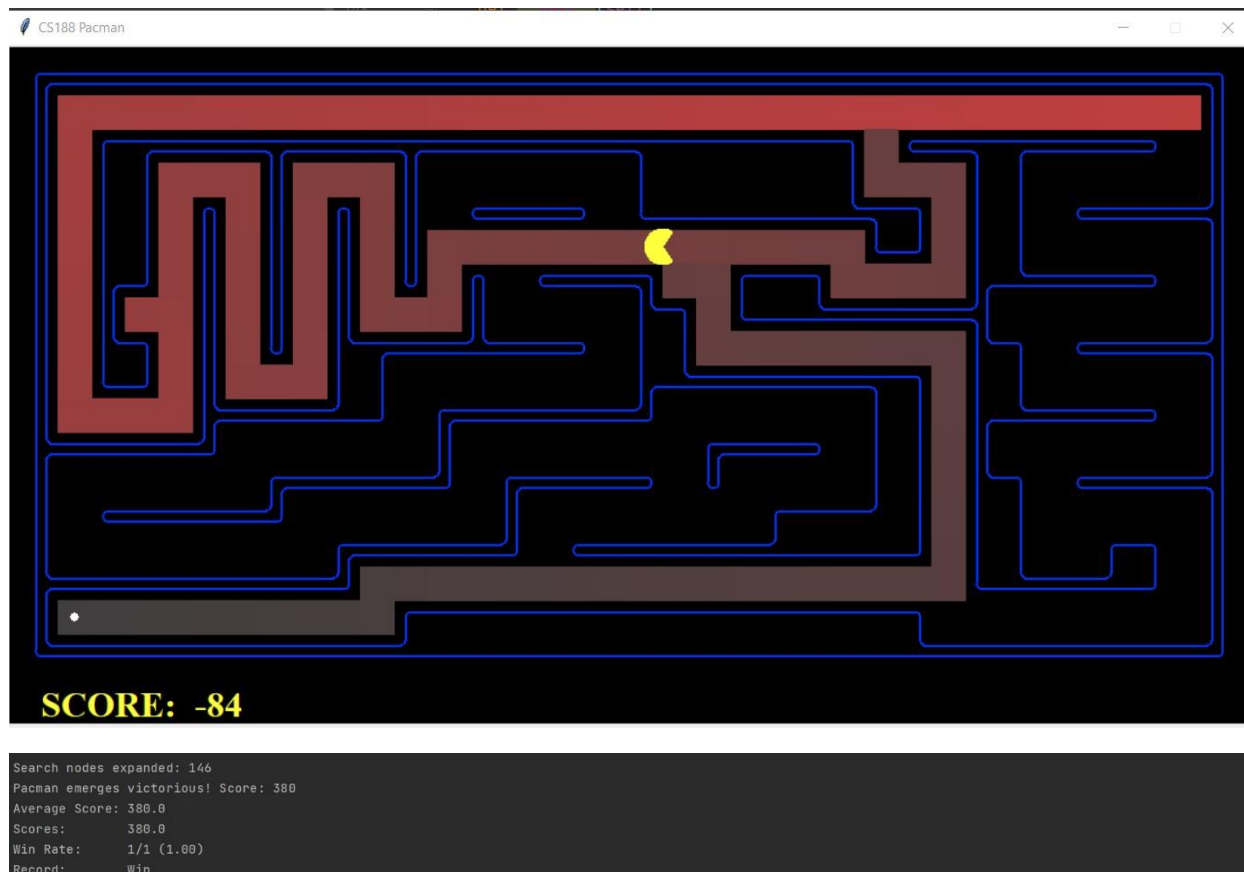 CS188 Pacman
SCORE: -84
Search nodes expanded: 146
Pacman emerges victorious! Score: 380
Average Score: 380.0
Scores: 380.0
Win Rate: 1/1 (1.00)
Record: Win